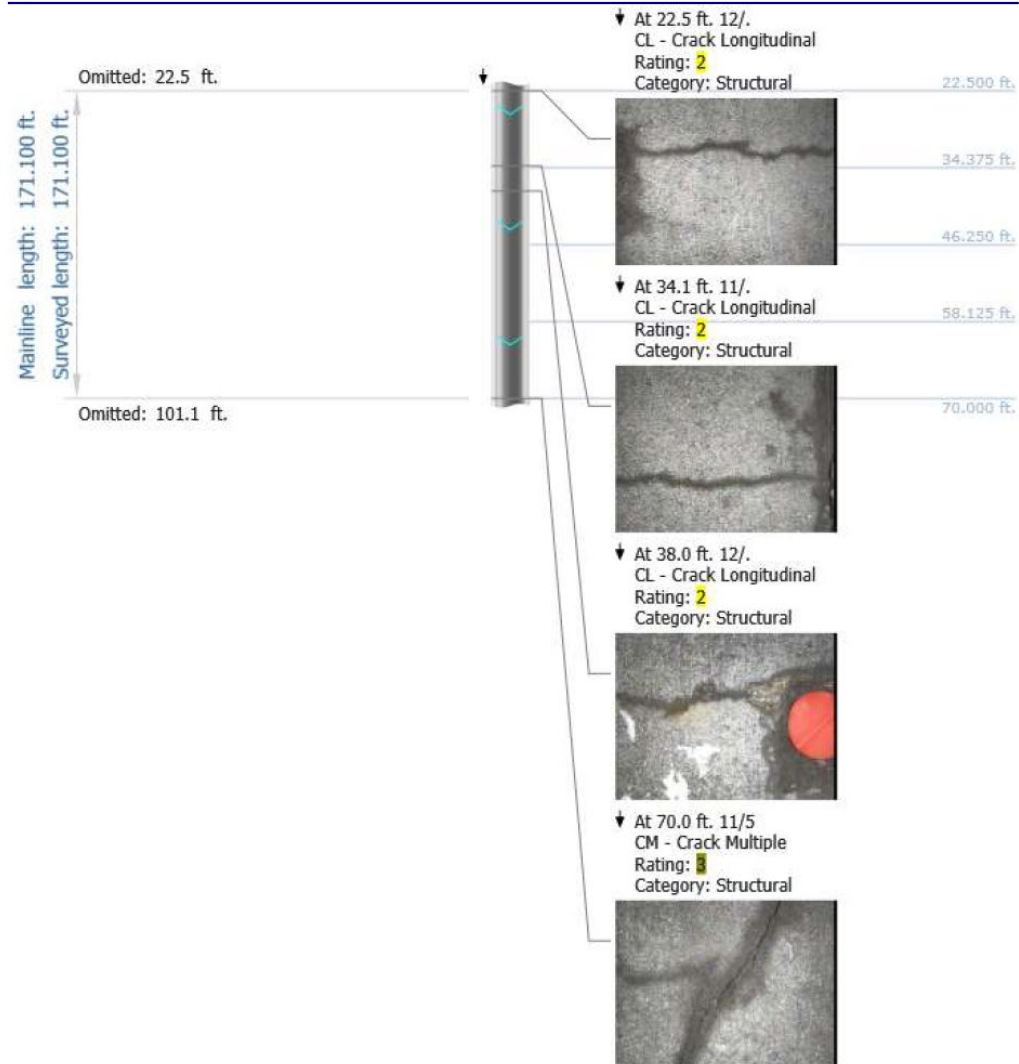 At 22.5 ft. 12/.
CL - Crack Longitudinal
Rating: 2
Category: Structural
Omitted: 22.5 ft.
22.500 ft.
Mainline length: 171.100 ft.
Surveyed length: 171.100 ft.
34.375 ft.
46.250 ft.
At 34.1 ft. 11/.
CL - Crack Longitudinal
Rating: 2
Category: Structural
58.125 ft.
Omitted: 101.1 ft.
70.000 ft.
At 38.0 ft. 12/.
CL - Crack Longitudinal
Rating: 2
Category: Structural
At 70.0 ft. 11/5
CM - Crack Multiple
Rating: 3
Category: Structural